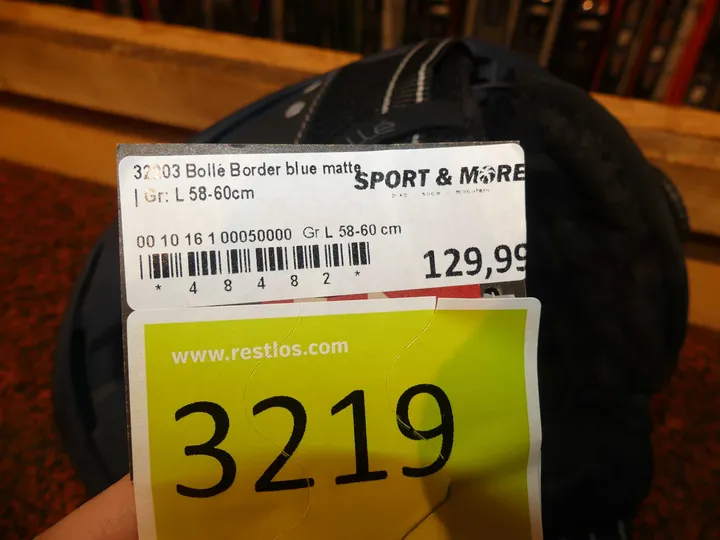 Bollé Border blue matte
| Gr: L 58-60cm
SPORT & MORE
00 10 16 1 00050000 Gr L 58-60 cm
* 4 8 4 8 2 *
129,99
www.restlos.com
3219